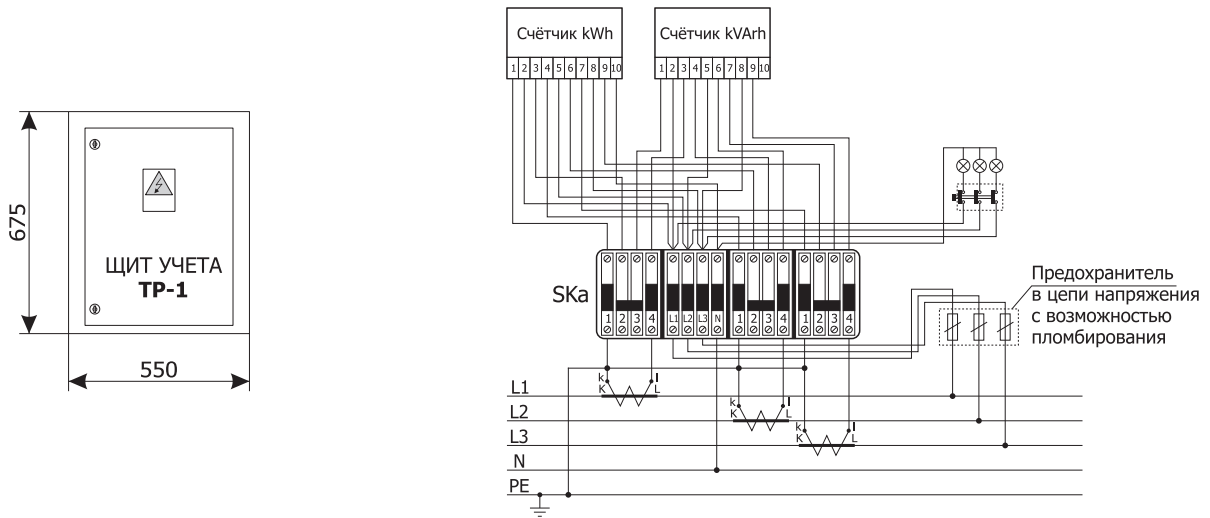 675
ЩИТ УЧЕТА
ТР-1
550
Счётчик kWh
1 2 3 4 5 6 7 8 9 10
Счётчик kVArh
1 2 3 4 5 6 7 8 9 10
SKa
1 2 3 4 L1 L2 L3 N 1 2 3 4 1 2 3 4
Предохранитель
в цепи напряжения
с возможностью
пломбирования
k l
K L
L1
k l
K L
L2
k l
K L
L3
N
PE